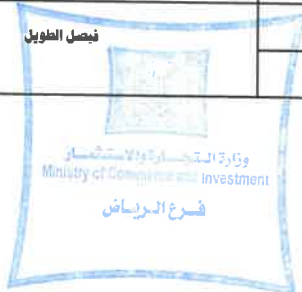 فيصل الطويل
وزارة التجارة والاستثمار
Ministry of Commerce and Investment
فرع الرياض